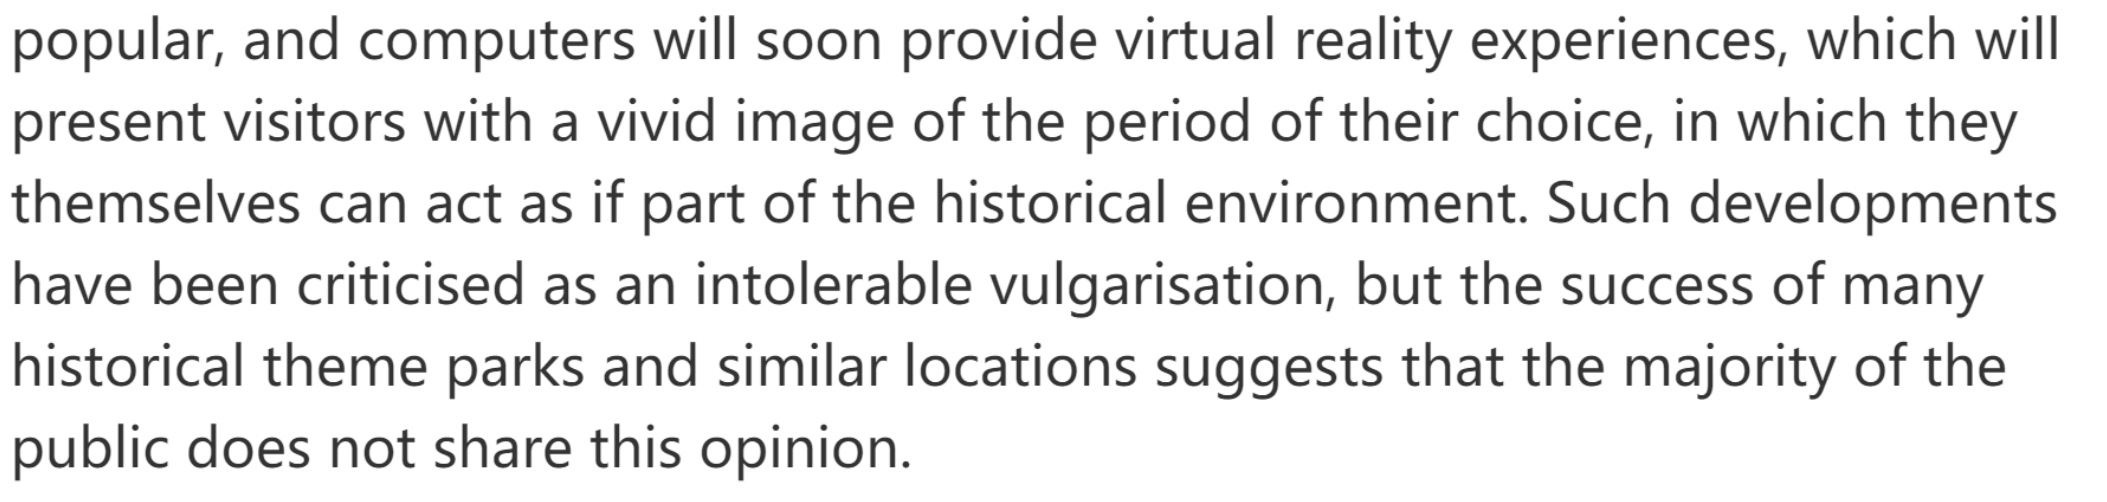 popular, and computers will soon provide virtual reality experiences, which will
present visitors with a vivid image of the period of their choice, in which they
themselves can act as if part of the historical environment. Such developments
have been criticised as an intolerable vulgarisation, but the success of many
historical theme parks and similar locations suggests that the majority of the
public does not share this opinion.